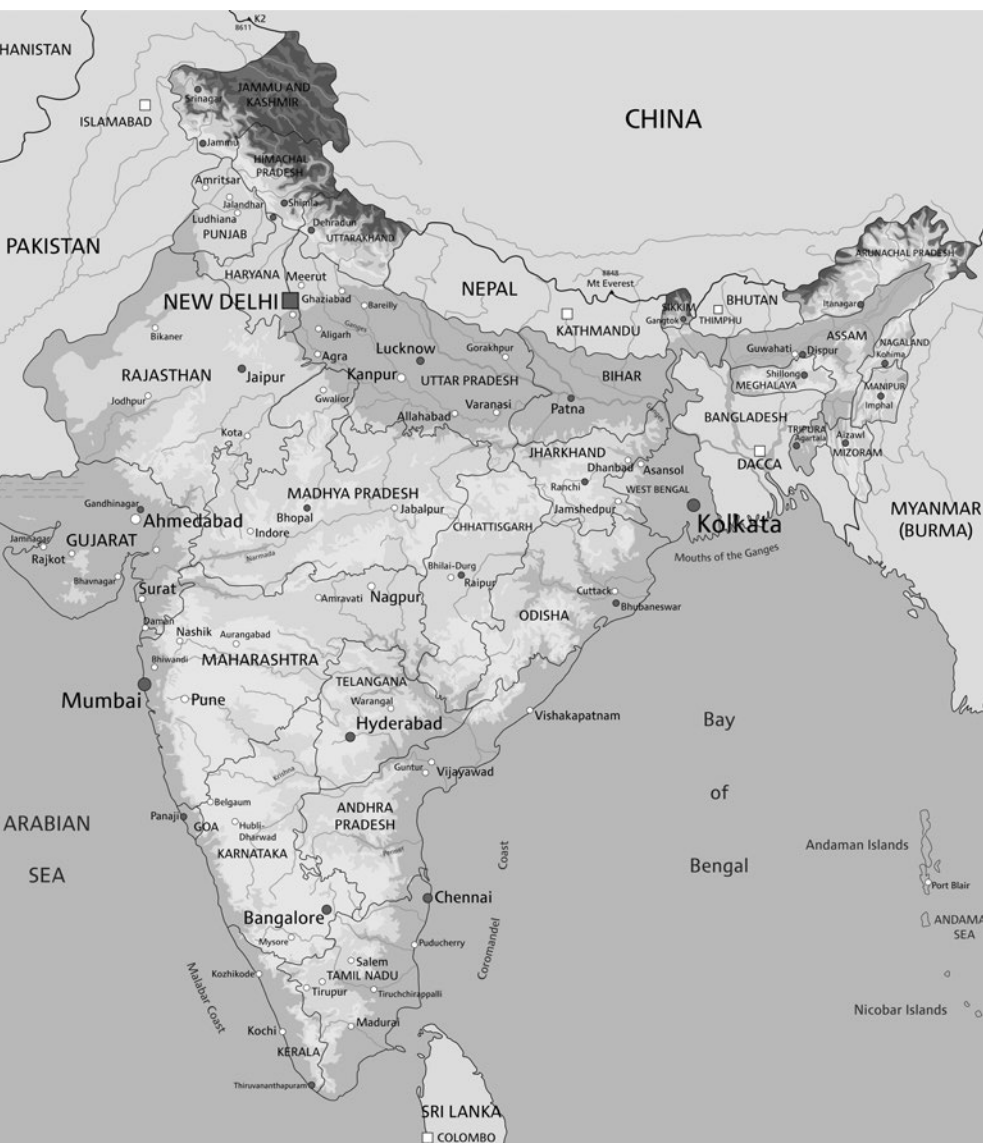 K2
8611
HANISTAN
JAMMU AND
KASHMIR
Srinagar
ISLAMABAD
CHINA
Jammu
HIMACHAL
PRADESH
Amritsar
Jalandhar
Shimla
Ludhiana
PUNJAB
Dehradun
UTTARAKHAND
PAKISTAN
ARUNACHAL PRADESH
HARYANA
Meerut
NEPAL
8848
Mt Everest
NEW DELHI
Ghaziabad
Bareilly
SIKKIM
Gangtok
BHUTAN
THIMPHU
Itanagar
KATHMANDU
Bikaner
Aligarh
Ganges
Lucknow
Gorakhpur
ASSAM
Guwahati
Dispur
NAGALAND
Kohima
Agra
RAJASTHAN
Jaipur
Kanpur
UTTAR PRADESH
BIHAR
Shillong
MEGHALAYA
MANIPUR
Imphal
Jodhpur
Gwalior
Allahabad
Varanasi
Patna
BANGLADESH
Kota
TRIPURA
Agartala
Aizawl
MIZORAM
JHARKHAND
Dhanbad
Asansol
DACCA
Ranchi
WEST BENGAL
MADHYA PRADESH
Gandhinagar
Bhopal
Jabalpur
Jamshedpur
MYANMAR
(BURMA)
Ahmedabad
Indore
CHHATTISGARH
Kolkata
Jamnagar
GUJARAT
Rajkot
Narmada
Mouths of the Ganges
Bhavnagar
Bhilai-Durg
Raipur
Surat
Amravati
Nagpur
Cuttack
Bhubaneswar
ODISHA
Daman
Nashik
Aurangabad
Bhiwandi
MAHARASHTRA
TELANGANA
Mumbai
Pune
Warangal
Hyderabad
Vishakapatnam
Bay
of
Bengal
Krishna
Guntur
Vijayawad
Belgaum
Panaji
GOA
Hubli-
Dharwad
KARNATAKA
ANDHRA
PRADESH
ARABIAN
SEA
Coast
Coromandel
Andaman Islands
Port Blair
Chennai
Bangalore
Mysore
Puducherry
ANDAMA
SEA
Salem
TAMIL NADU
Kozhikode
Tirupur
Tiruchchirappalli
Malabar Coast
Nicobar Islands
Kochi
Madurai
KERALA
Thiruvananthapuram
SRI LANKA
COLOMBO